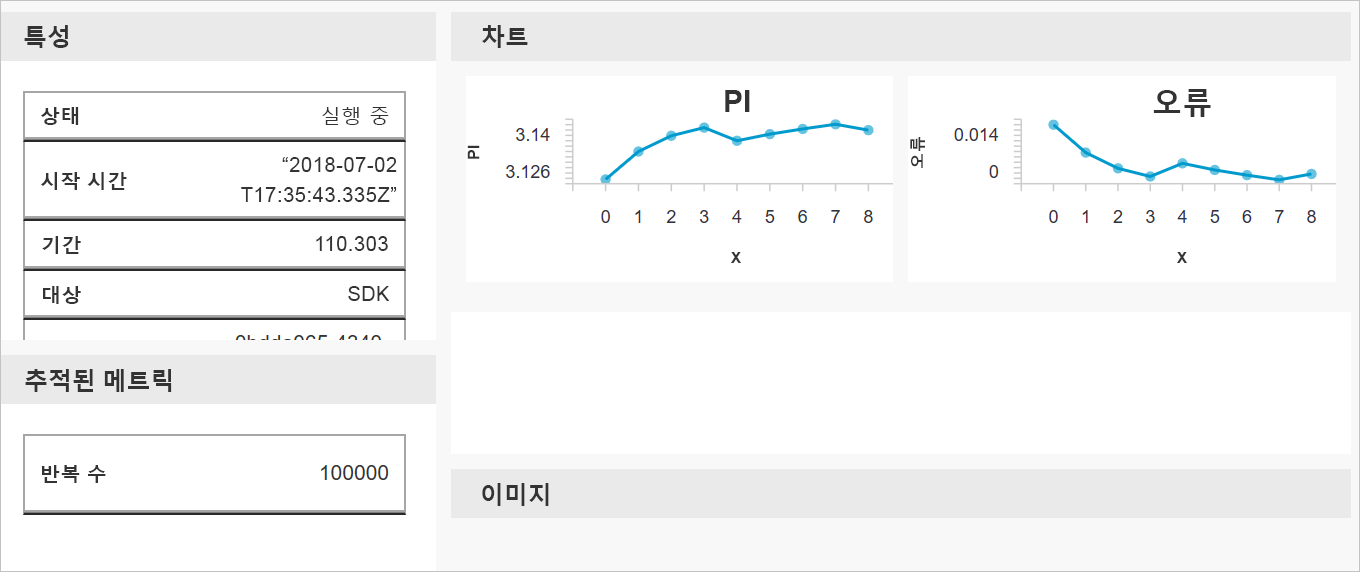 특성
상태 실행 중
시작 시간 “2018-07-02
T17:35:43.335Z”
기간 110.303
대상 SDK
추적된 메트릭
반복 수 100000
차트
PI
PI
3.14
3.126
0 1 2 3 4 5 6 7 8
X
오류
오류
0.014
0
0 1 2 3 4 5 6 7 8
X
이미지